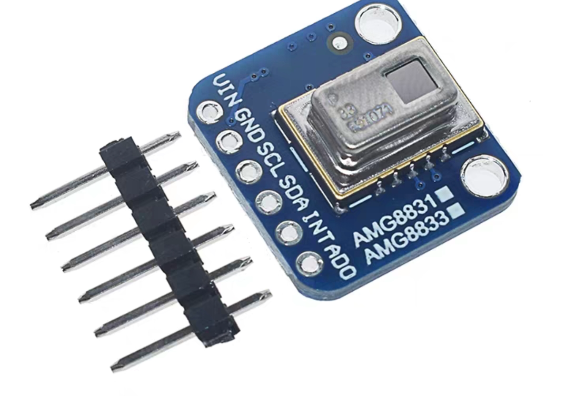 VIN
GND
SCL
SDA
INT
ADO
AMG8831
AMG8833